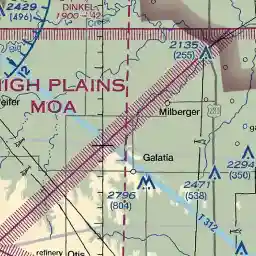 2429
(496)
DINKEL
1900 - 42
2135
(255)
HIGH PLAINS
MOA
Milberger
281
Galatia
2294
(350)
2796
(804)
2471
(538)
T 312
refinery
Otis